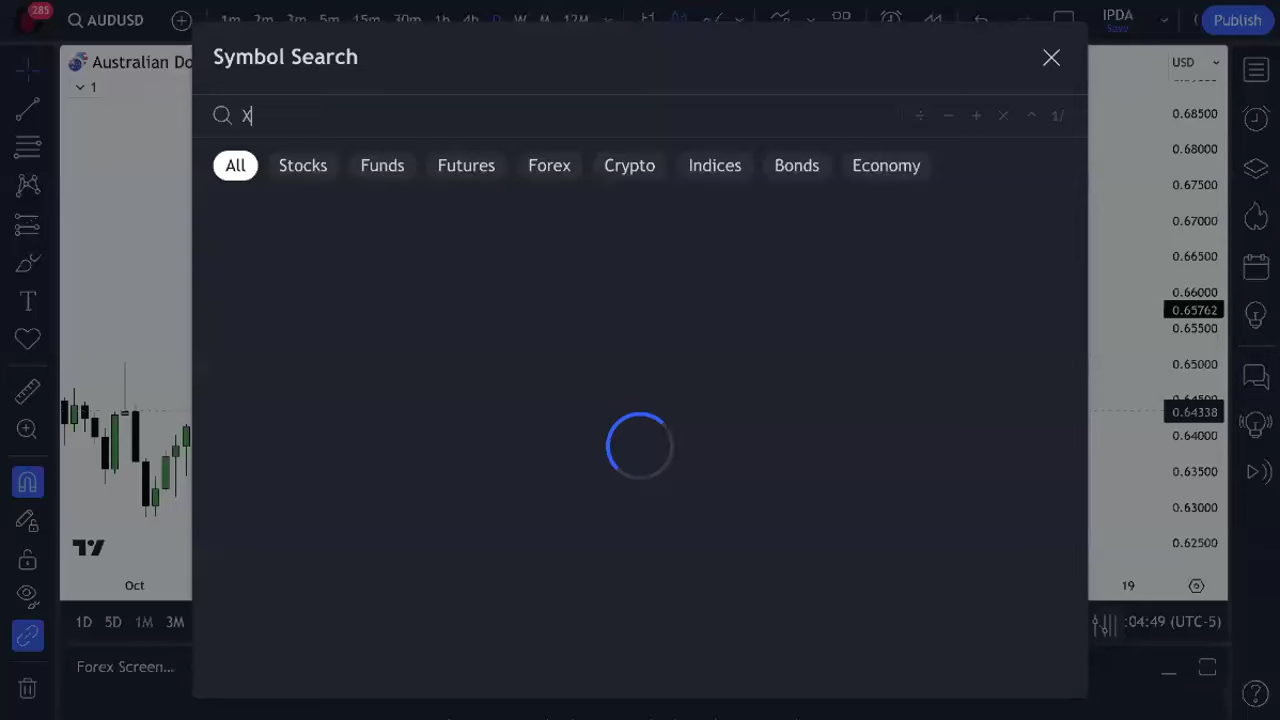 285
AUDUSD
1m 2m 3m 5m 15m 30m 1h 4h D W M 12M
IPDA
Save
Publish
Australian Do
1
Symbol Search
X
1/
All Stocks Funds Futures Forex Crypto Indices Bonds Economy
USD
0.68500
0.68000
0.67500
0.67000
0.66500
0.66000
0.65762
0.65500
0.65000
0.64338
0.64000
0.63500
0.63000
0.62500
Oct
19
1D 5D 1M 3M
:04:49 (UTC-5)
Forex Screen...